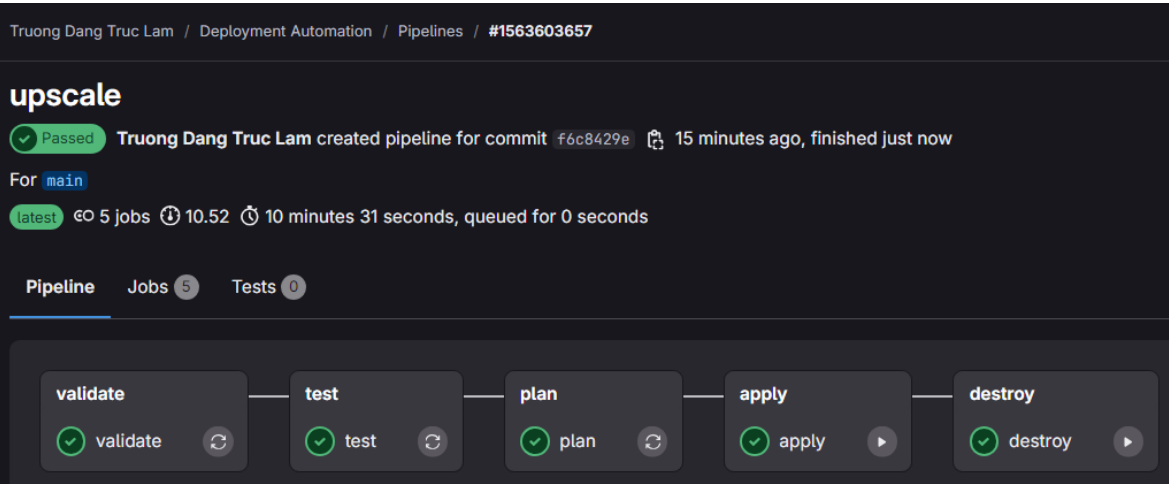 Truong Dang Truc Lam / Deployment Automation / Pipelines / #1563603657
upscale
Passed Truong Dang Truc Lam created pipeline for commit f6c8429e 15 minutes ago, finished just now
For main
latest 5 jobs 10.52 10 minutes 31 seconds, queued for 0 seconds
Pipeline Jobs 5 Tests 0
validate test plan apply destroy
validate test plan apply destroy